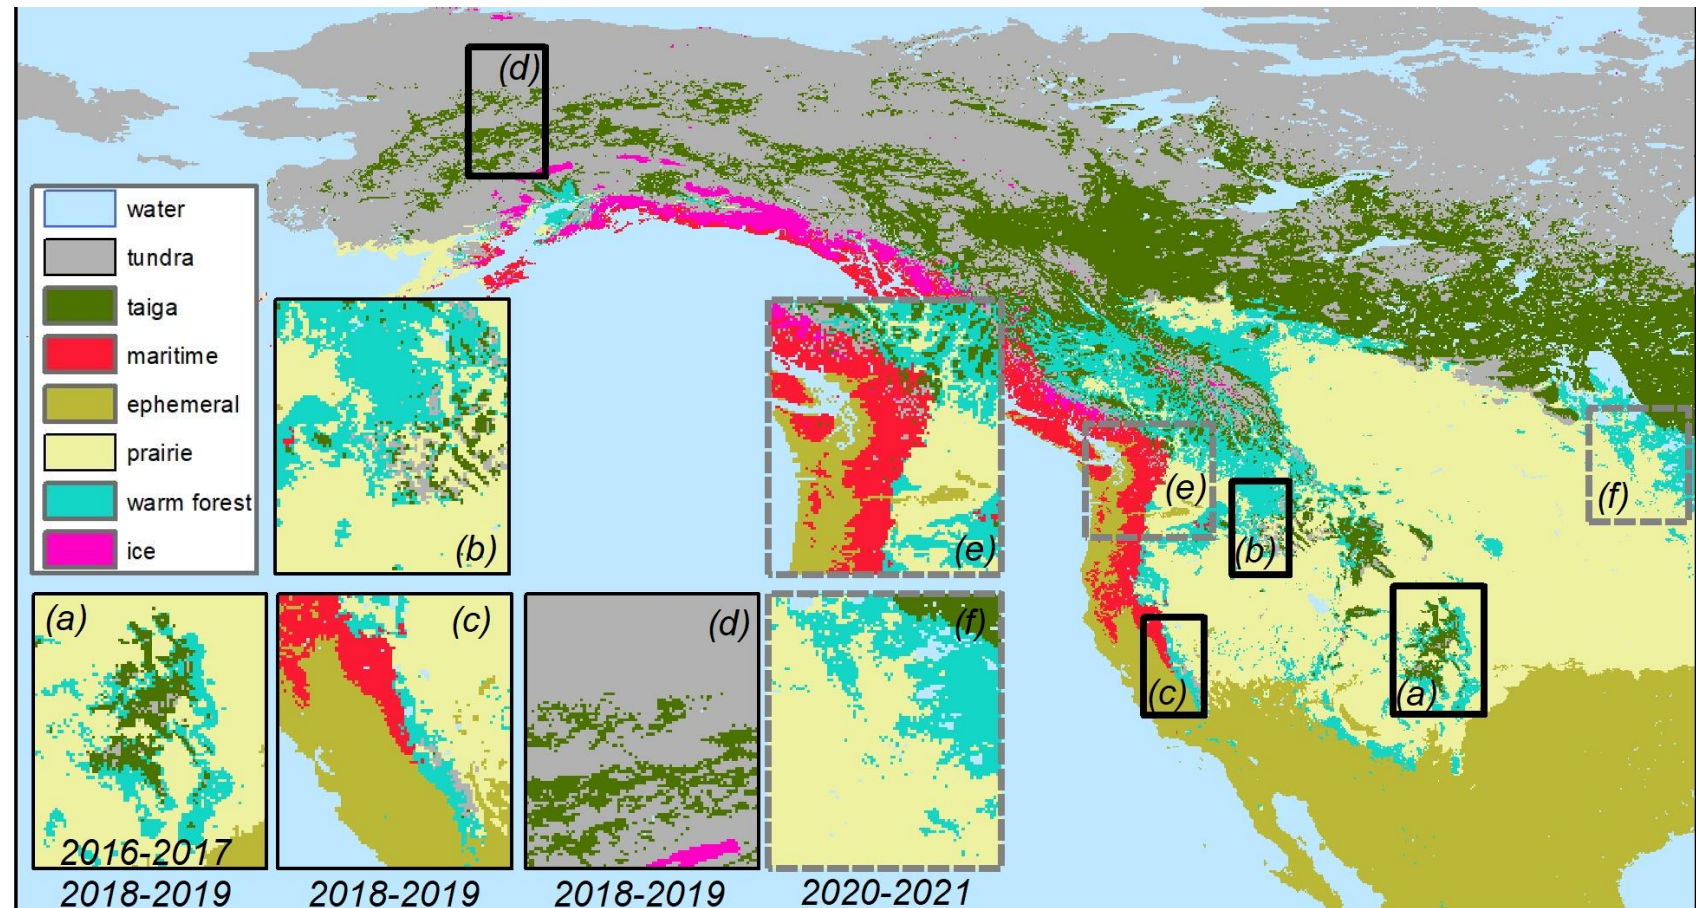 (d)
water
tundra
taiga
maritime
ephemeral
prairie
warm forest
ice
(b)
(e)
(e)
(b)
(f)
(a)
(c)
(a)
(c)
(d)
(f)
2016-2017
2018-2019
2018-2019
2018-2019
2020-2021